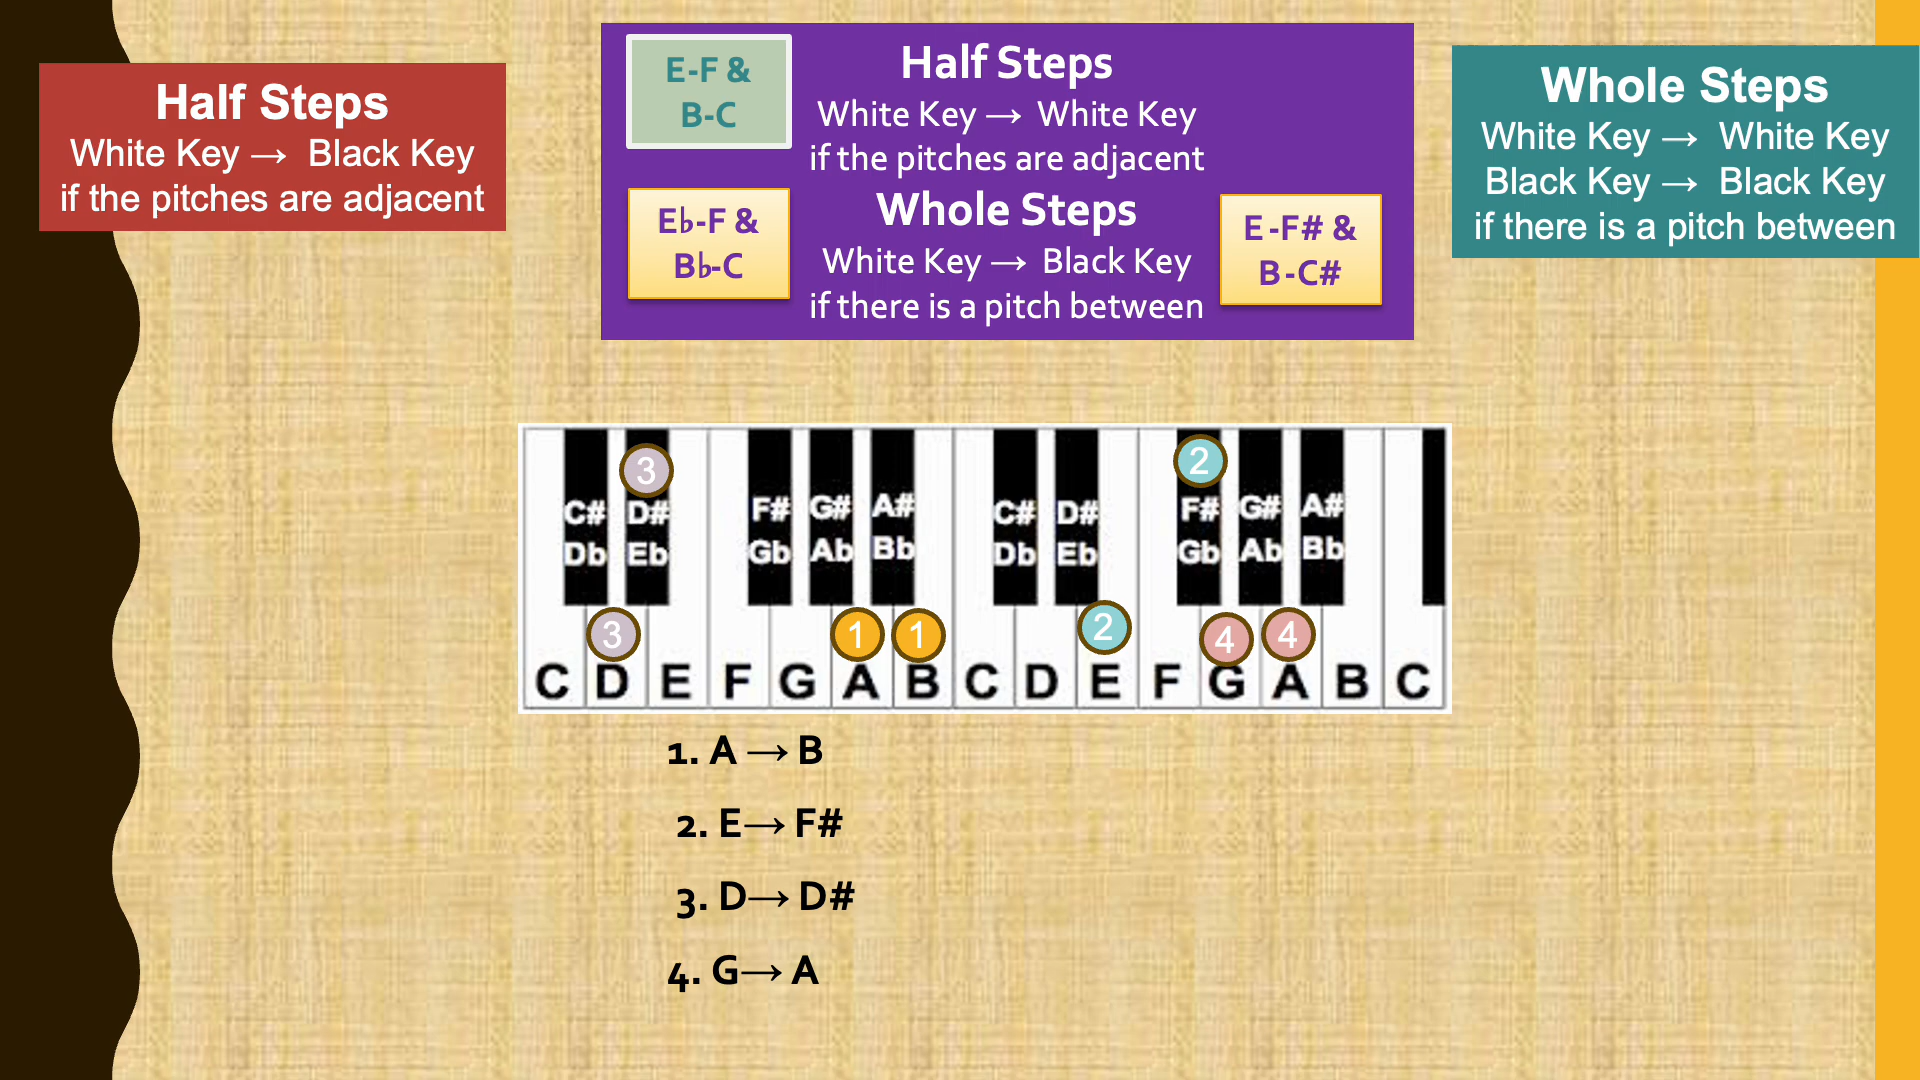 Half Steps
White Key → Black Key
if the pitches are adjacent
E-F &
B-C
Half Steps
White Key → White Key
if the pitches are adjacent
E♭-F &
B♭-C
Whole Steps
White Key → Black Key
if there is a pitch between
E -F# &
B -C#
Whole Steps
White Key → White Key
Black Key → Black Key
if there is a pitch between
3 2
C# D# F# G# A# C# D# F# G# A#
Db Eb Gb Ab Bb Db Eb Gb Ab Bb
3 1 1 2 4 4
C D E F G A B C D E F G A B C
1. A → B
2. E→ F#
3. D→ D#
4. G→ A